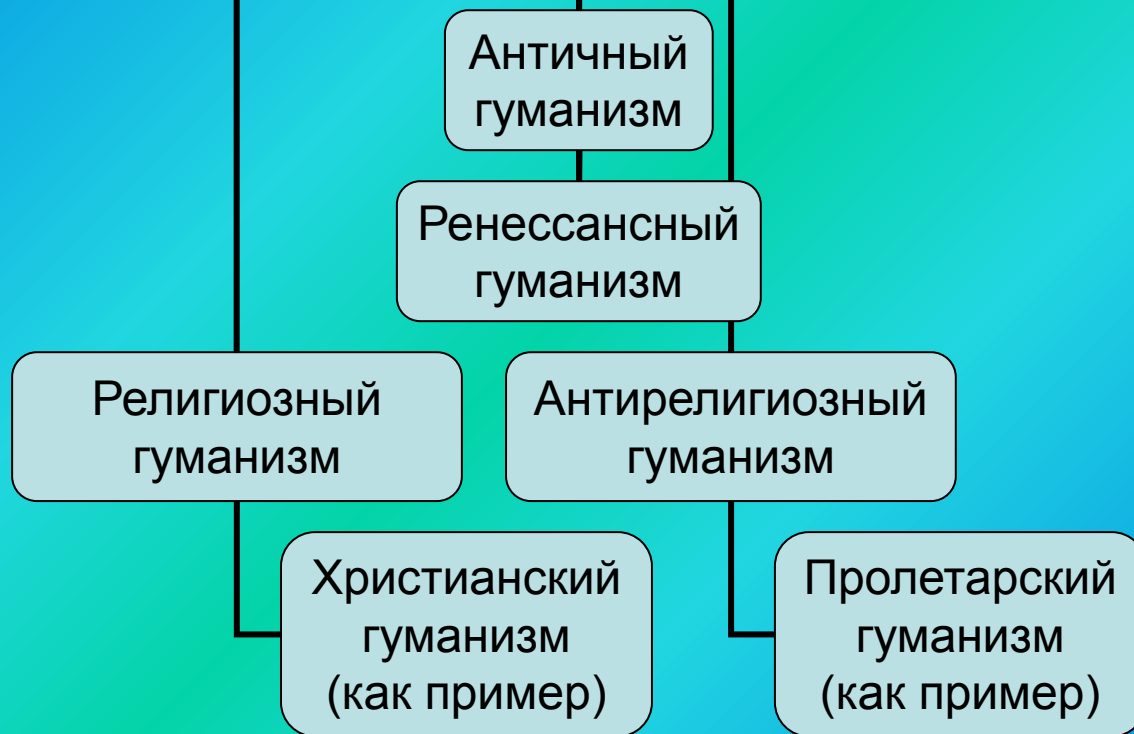 Античный
гуманизм
Ренессансный
гуманизм
Религиозный
гуманизм
Антирелигиозный
гуманизм
Христианский
гуманизм
(как пример)
Пролетарский
гуманизм
(как пример)